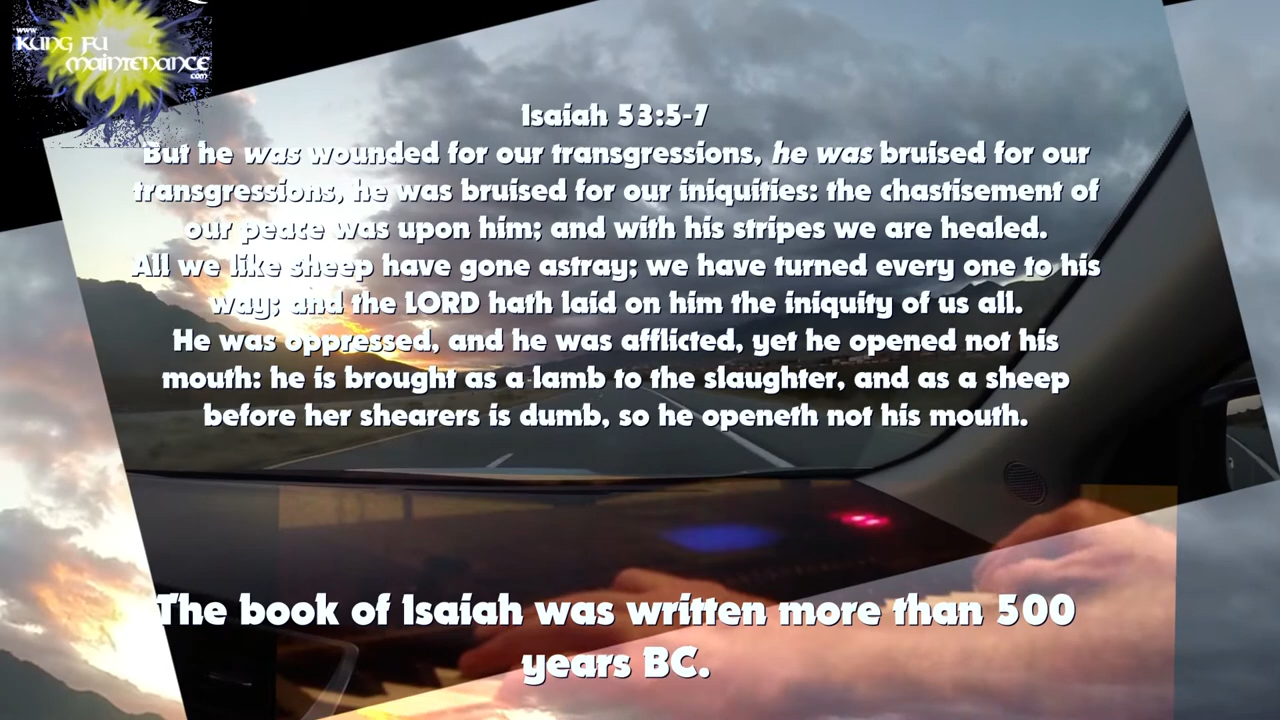 www.
KUNG FU
MAINTENANCE
.com
Isaiah 53:5-7
But he was wounded for our transgressions, he was bruised for our
transgressions, he was bruised for our iniquities: the chastisement of
our peace was upon him; and with his stripes we are healed.
All we like sheep have gone astray; we have turned every one to his
way; and the LORD hath laid on him the iniquity of us all.
He was oppressed, and he was afflicted, yet he opened not his
mouth: he is brought as a lamb to the slaughter, and as a sheep
before her shearers is dumb, so he openeth not his mouth.
The book of Isaiah was written more than 500
years BC.